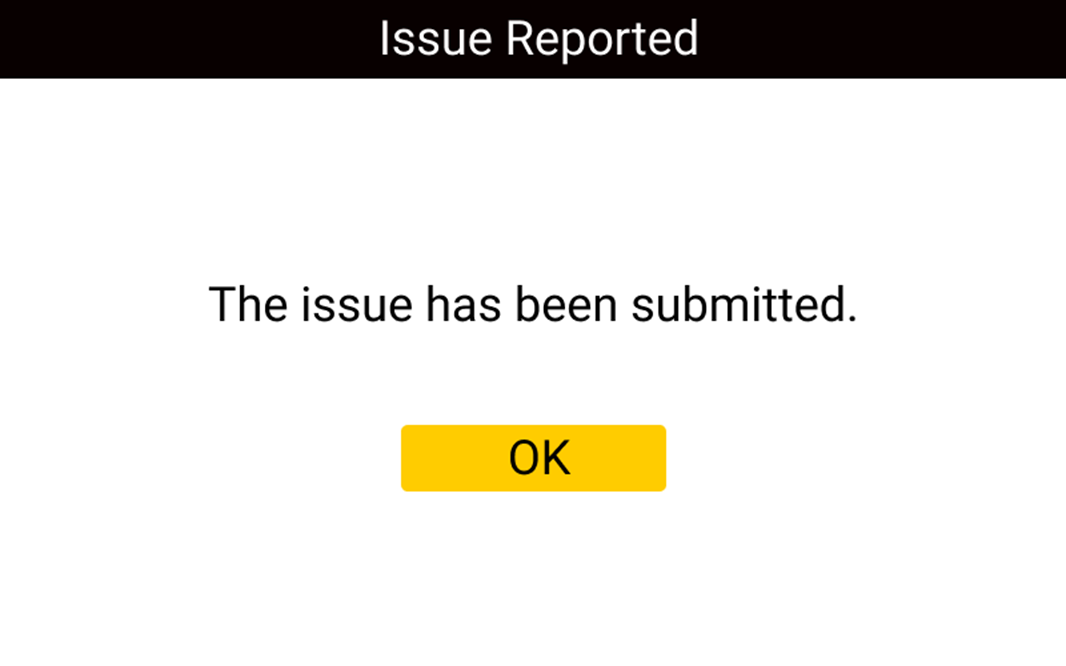 Issue Reported
The issue has been submitted.
OK